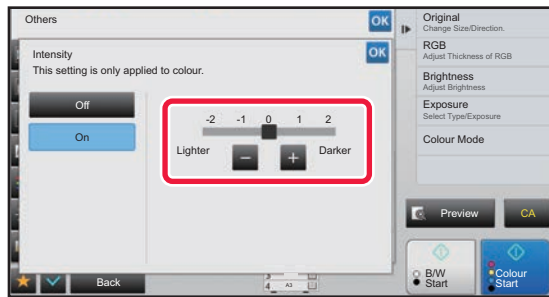 Others
OK
Intensity
OK
This setting is only applied to colour.
Off
On
-2 -1 0 1 2
Lighter - + Darker
Original
Change Size/Direction.
RGB
Adjust Thickness of RGB
Brightness
Adjust Brightness
Exposure
Select Type/Exposure
Colour Mode
Preview
CA
Back
4 A3
B/W
Start
Colour
Start